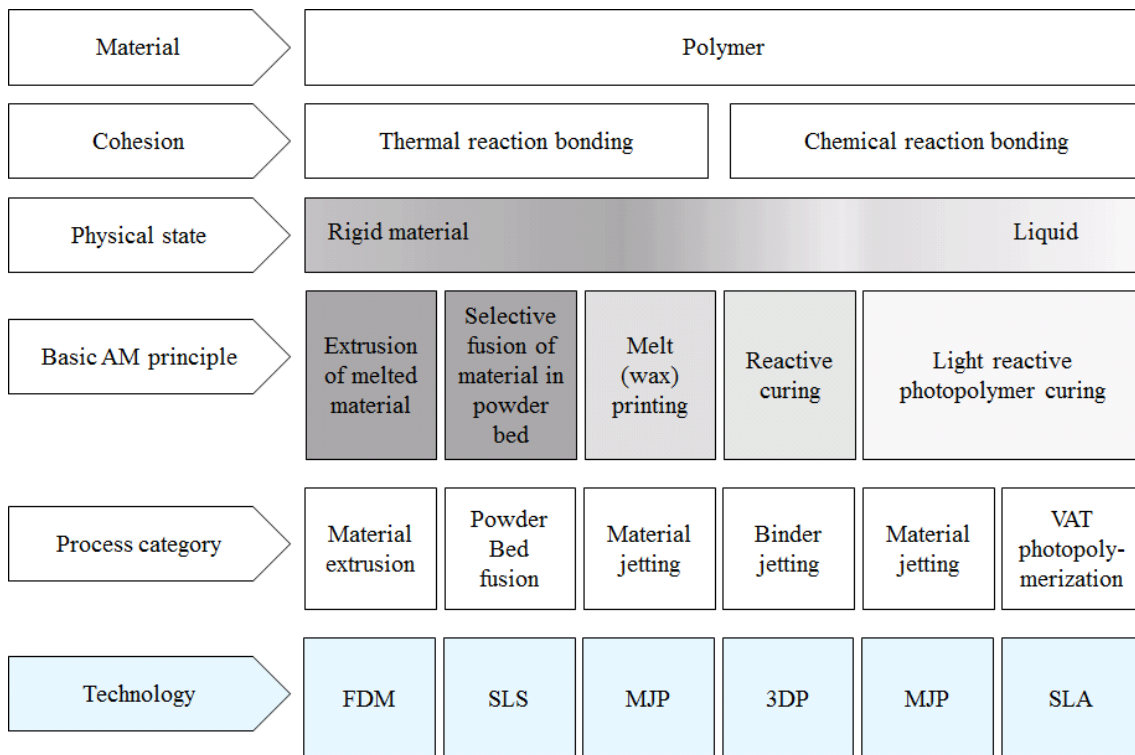 Material
Polymer
Cohesion
Thermal reaction bonding
Chemical reaction bonding
Physical state
Rigid material
Liquid
Basic AM principle
Extrusion
of melted
material
Selective
fusion of
material in
powder
bed
Melt
(wax)
printing
Reactive
curing
Light reactive
photopolymer curing
Process category
Material
extrusion
Powder
Bed
fusion
Material
jetting
Binder
jetting
Material
jetting
VAT
photopoly-
merization
Technology
FDM
SLS
MJP
3DP
MJP
SLA